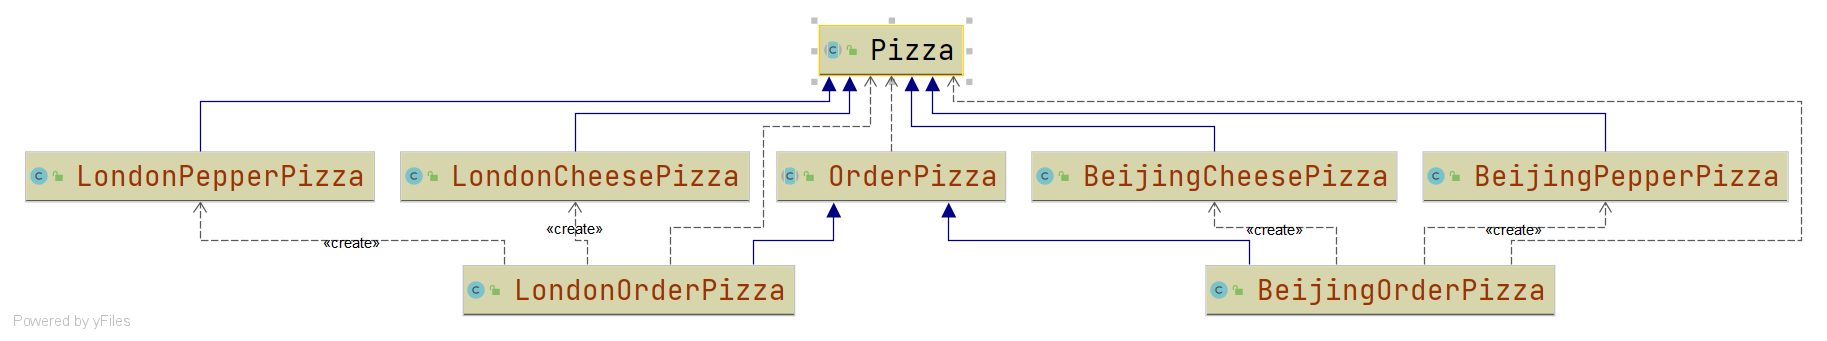 Pizza
LondonPepperPizza
LondonCheesePizza
OrderPizza
BeijingCheesePizza
BeijingPepperPizza
«create»
«create»
«create»
«create»
LondonOrderPizza
BeijingOrderPizza
Powered by yFiles